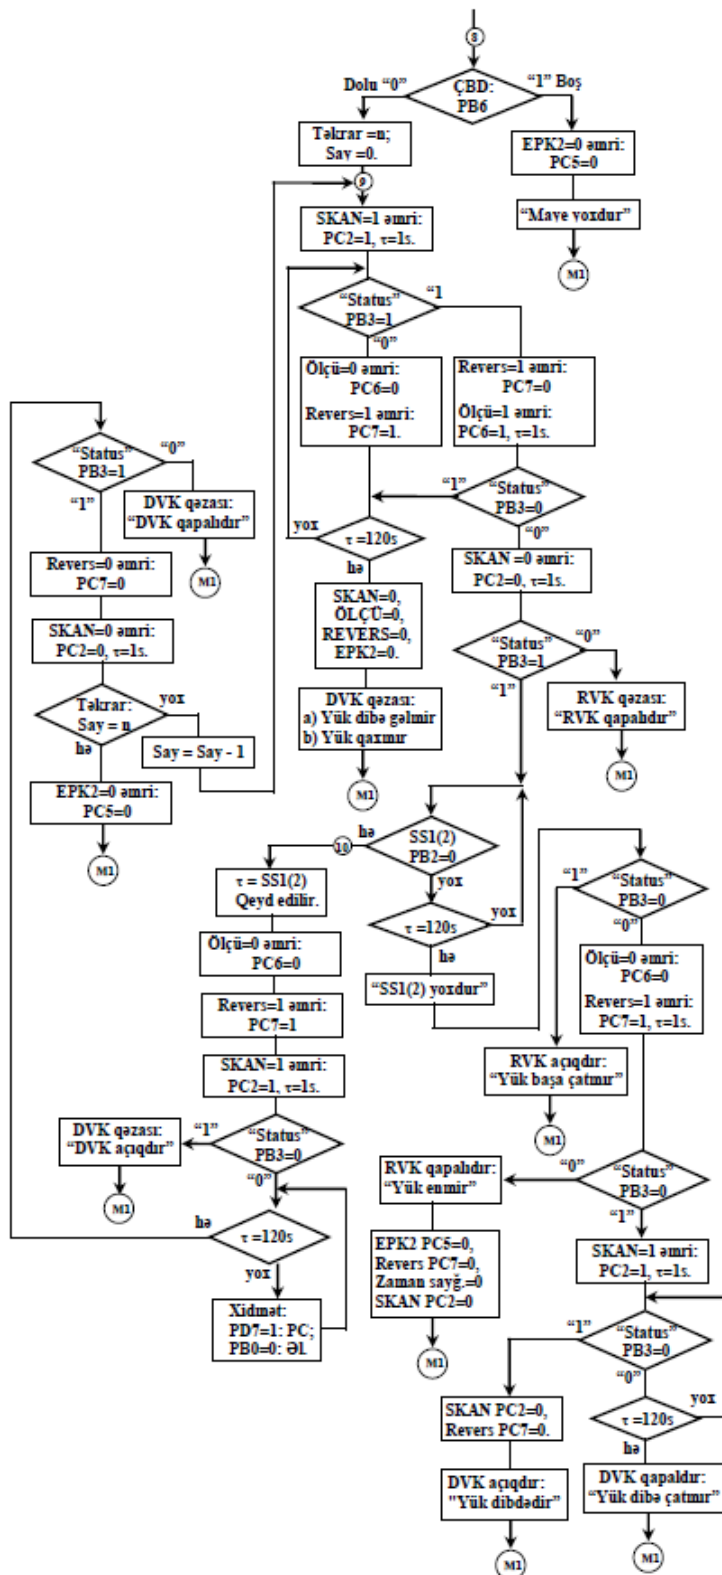 8
Dolu “0”
ÇBD:
PB6
“1” Boş
Təkrar =n;
Say =0.
EPK2=0 əmri:
PC5=0
9
“Maye yoxdur”
SKAN=1 əmri:
PC2=1, τ=1s.
M1
“Status”
PB3=1
“1
“0”
Ölçü=0 əmri:
PC6=0
Revers=1 əmri:
PC7=1.
Revers=1 əmri:
PC7=0
Ölçü=1 əmri:
PC6=1, τ=1s.
“Status”
PB3=1
“0”
“1”
DVK qəzası:
“DVK qapalıdır”
M1
“1”
“Status”
PB3=0
“0”
yox
τ =120s
hə
Revers=0 əmri:
PC7=0
SKAN =0 əmri:
PC2=0, τ=1s.
SKAN=0,
ÖLÇÜ=0,
REVERS=0,
EPK2=0.
SKAN=0 əmri:
PC2=0, τ=1s.
“Status”
PB3=1
“0”
“1”
Təkrar:
Say = n
yox
hə
DVK qəzası:
a) Yük dibə gəlmir
b) Yük qaxmır
RVK qəzası:
“RVK qapalıdır”
Say = Say - 1
M1
M1
EPK2=0 əmri:
PC5=0
M1
hə
10
SS1(2)
PB2=0
yox
τ = SS1(2)
Qeyd edilir.
τ =120s
yox
hə
“1”
“Status”
PB3=0
“0”
Ölçü=0 əmri:
PC6=0
“SS1(2) yoxdur”
Ölçü=0 əmri:
PC6=0
Revers=1 əmri:
PC7=1, τ=1s.
Revers=1 əmri:
PC7=1
SKAN=1 əmri:
PC2=1, τ=1s.
RVK açıqdır:
“Yük başa çatmır”
M1
DVK qəzası:
“DVK açıqdır”
“1”
“Status”
PB3=0
“0”
M1
RVK qapalıdır:
“Yük enmir”
“0”
“Status”
PB3=0
“1”
hə
τ =120s
yox
EPK2 PC5=0,
Revers PC7=0,
Zaman sayğ.=0
SKAN PC2=0
SKAN=1 əmri:
PC2=1, τ=1s.
Xidmət:
PD7=1: PC;
PB0=0: Əl.
M1
“1”
“Status”
PB3=0
“0”
SKAN PC2=0,
Revers PC7=0.
τ =120s
yox
hə
DVK açıqdır:
"Yük dibdədir”
DVK qapaldır:
“Yük dibə çatmır”
M1
M1